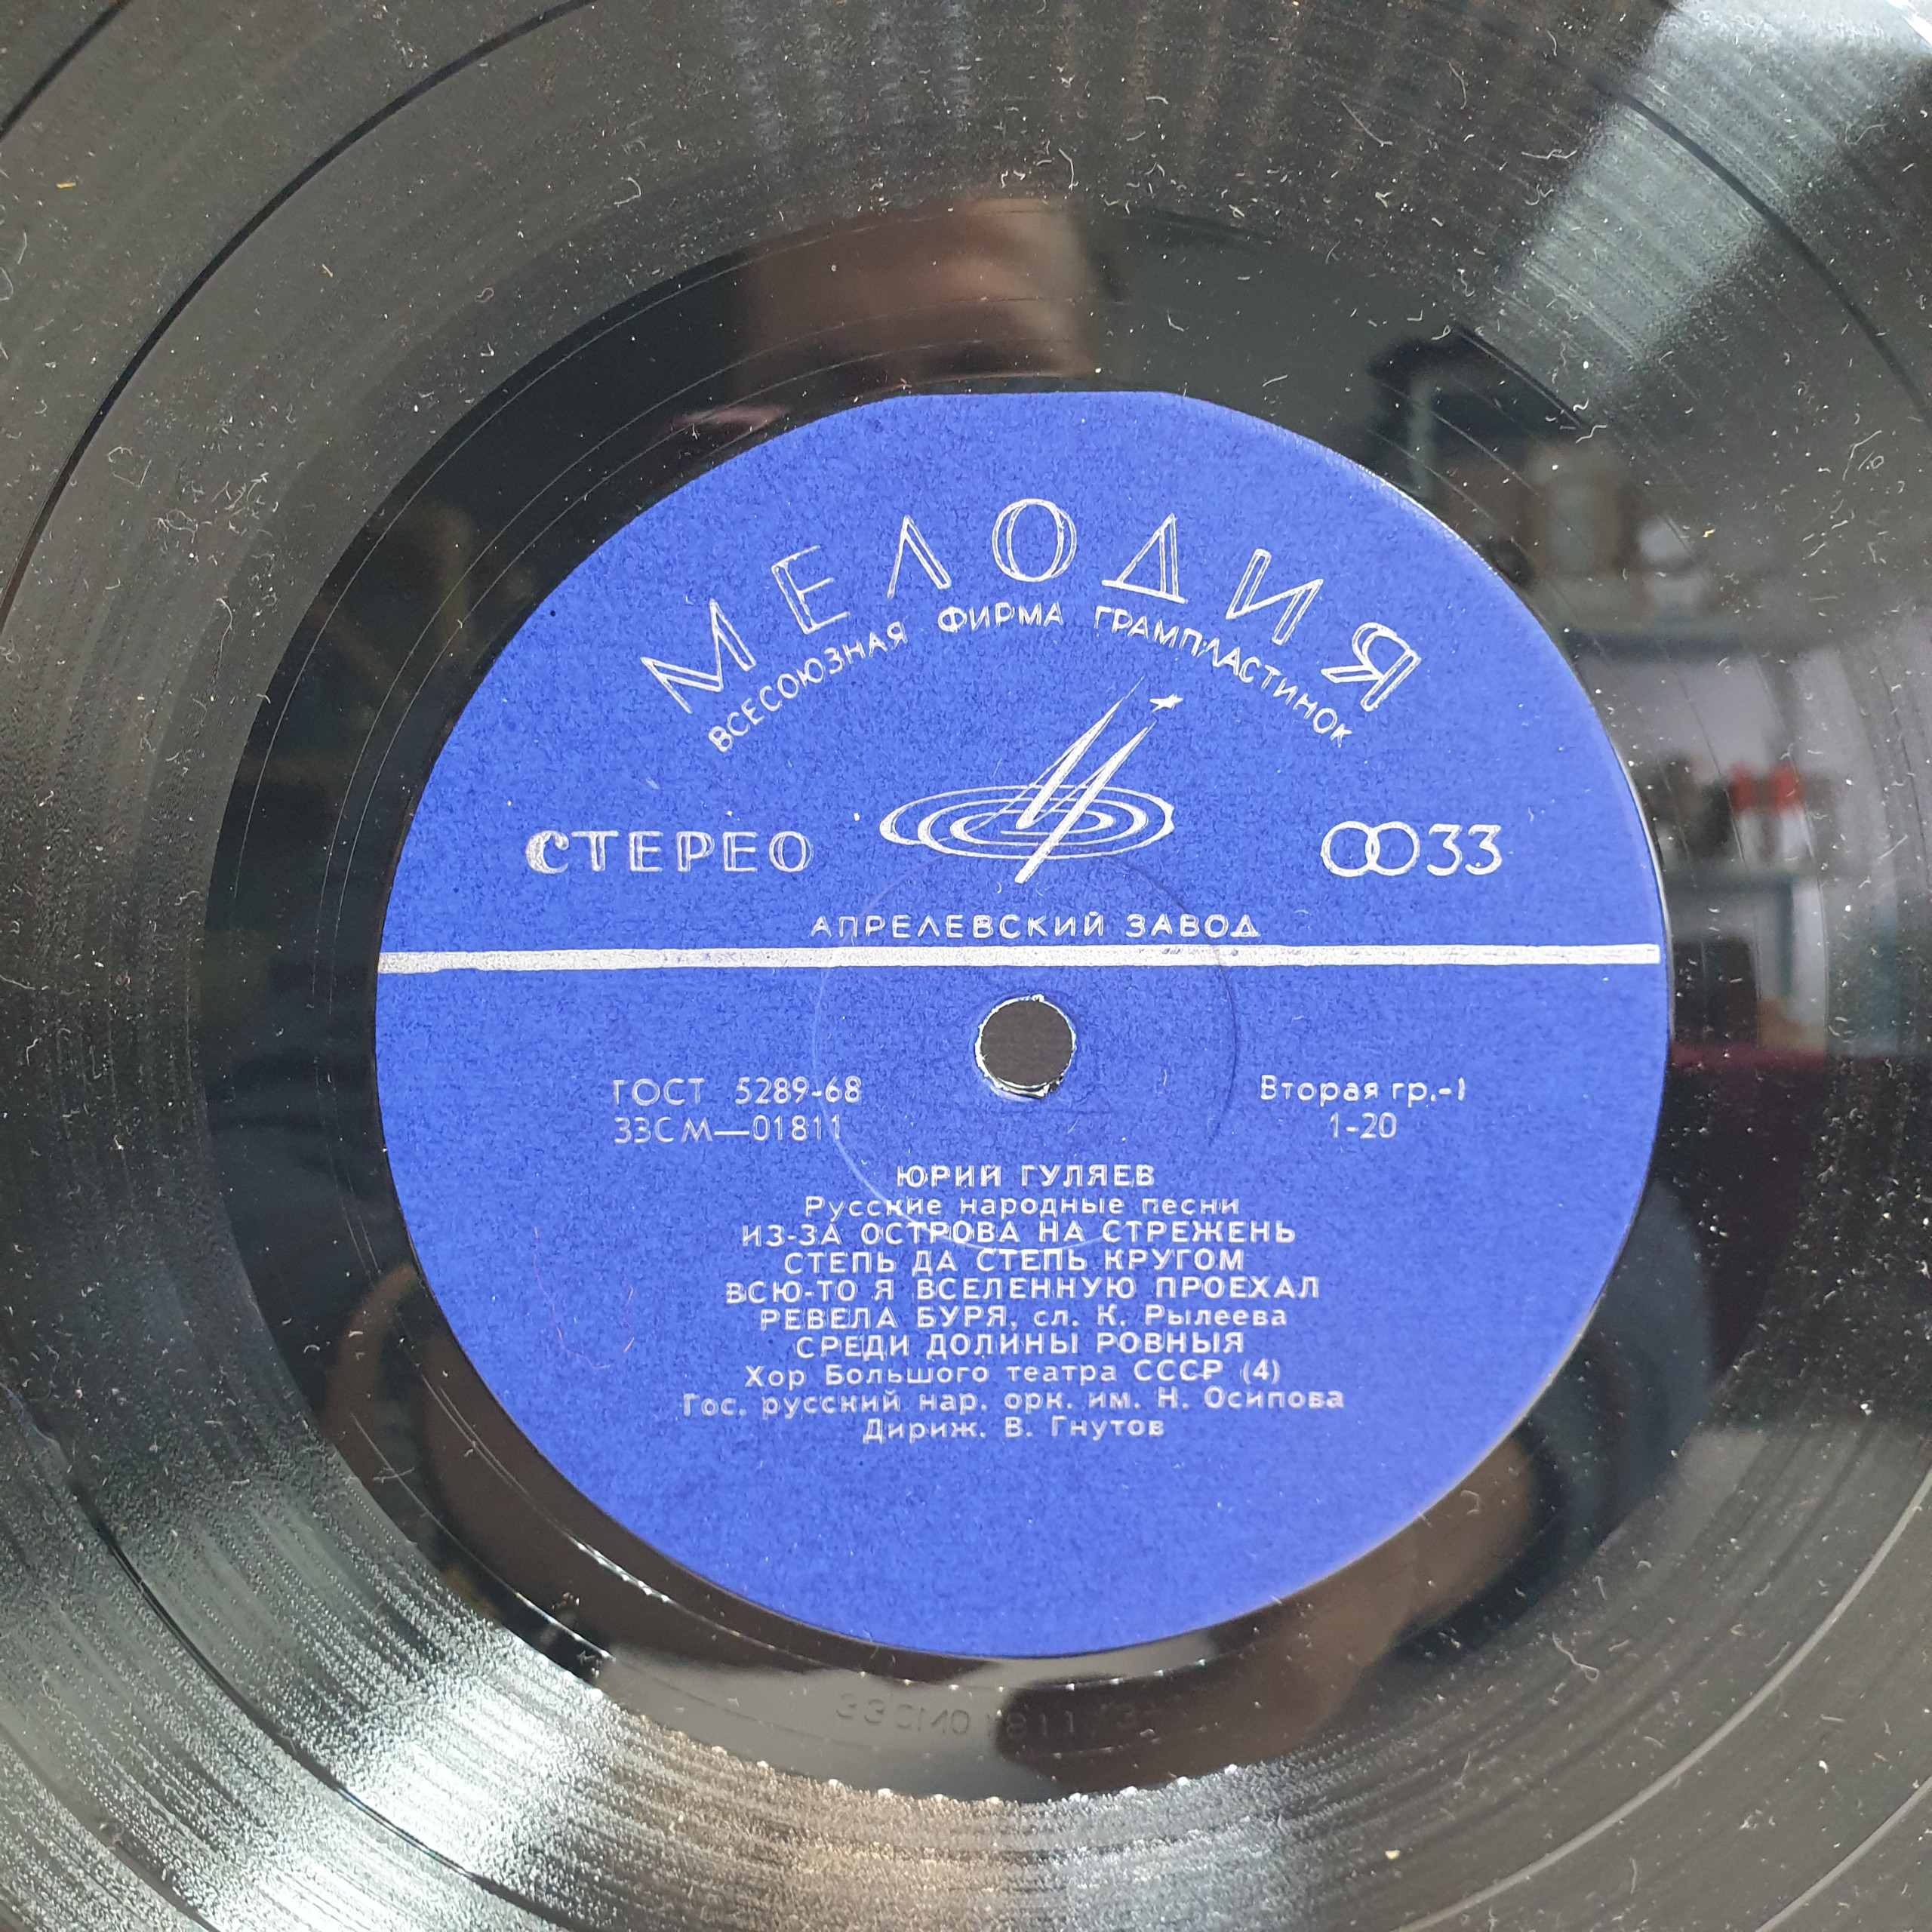 МЕЛОДИЯ
ВСЕСОЮЗНАЯ ФИРМА ГРАМПЛАСТИНОК
СТЕРЕО 33
АПРЕЛЕВСКИЙ ЗАВОД
ГОСТ 5289-68 Вторая гр.-1
33СМ—01811 1-20
ЮРИЙ ГУЛЯЕВ
Русские народные песни
ИЗ-ЗА ОСТРОВА НА СТРЕЖЕНЬ
СТЕПЬ ДА СТЕПЬ КРУГОМ
ВСЮ-ТО Я ВСЕЛЕННУЮ ПРОЕХАЛ
РЕВЕЛА БУРЯ, сл. К. Рылеева
СРЕДИ ДОЛИНЫ РОВНЫЯ
Хор Большого театра СССР (4)
Гос. русский нар. орк. им. Н. Осипова
Дириж. В. Гнутов